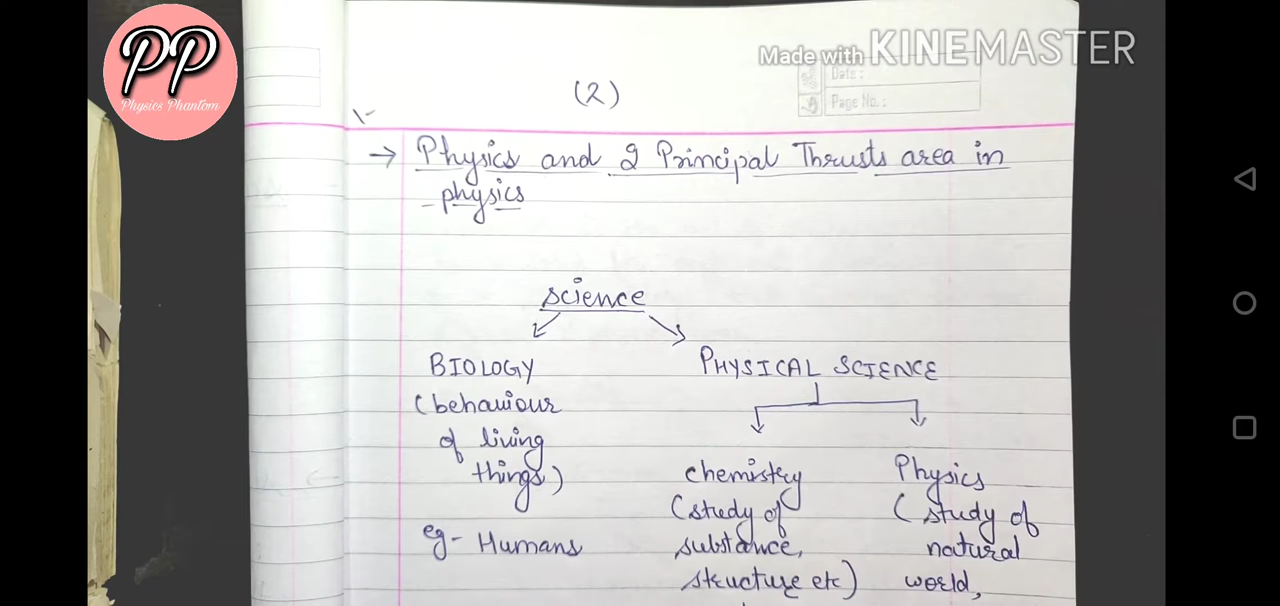 PP
Physics Phantom
Made with KINEMASTER
Date :
Page No. :
(2)
1-
→ Physics and 2 Principal Thrusts area in
physics
science
BIOLOGY
(behaviour
of living
things)
eg- Humans
PHYSICAL SCIENCE
chemistry
(study of
substance,
structure etc)
Physics
(study of
natural
world,